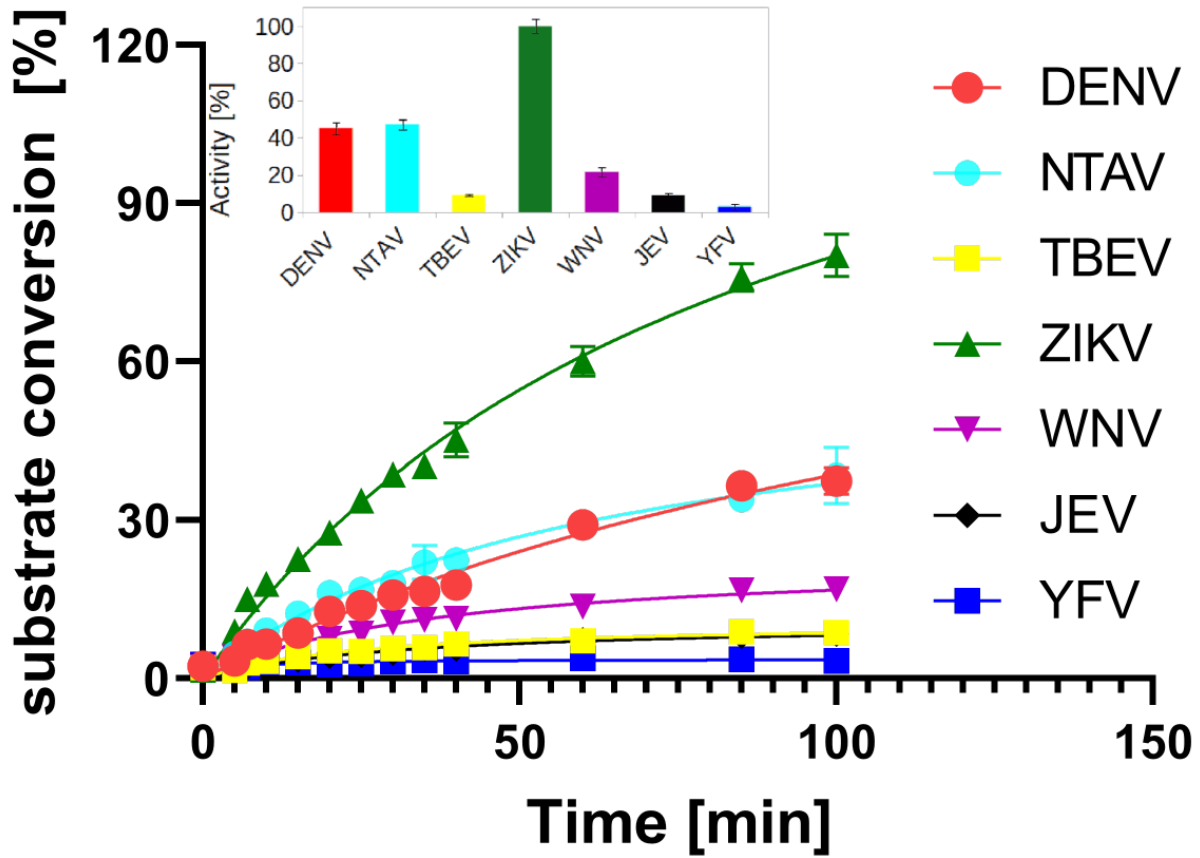 substrate conversion [%]
120
90
60
30
0
Activity [%]
100
80
60
40
20
0
DENV
NTAV
TBEV
ZIKV
WNV
JEV
YFV
DENV
NTAV
TBEV
ZIKV
WNV
JEV
YFV
0
50
100
150
Time [min]